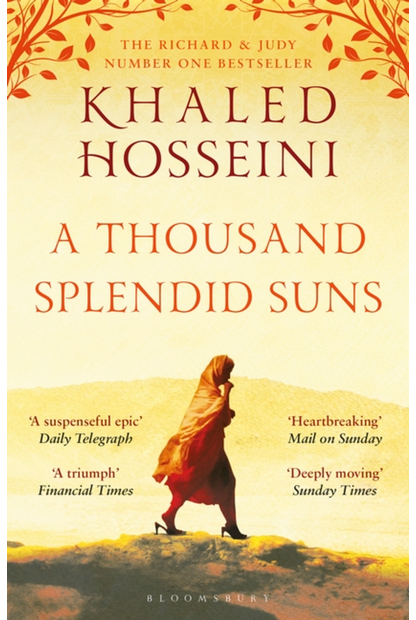 THE RICHARD & JUDY
NUMBER ONE BESTSELLER
KHALED
HOSSEINI
A THOUSAND
SPLENDID SUNS
‘A suspenseful epic’
Daily Telegraph
‘Heartbreaking’
Mail on Sunday
‘A triumph’
Financial Times
‘Deeply moving’
Sunday Times
BLOOMSBURY